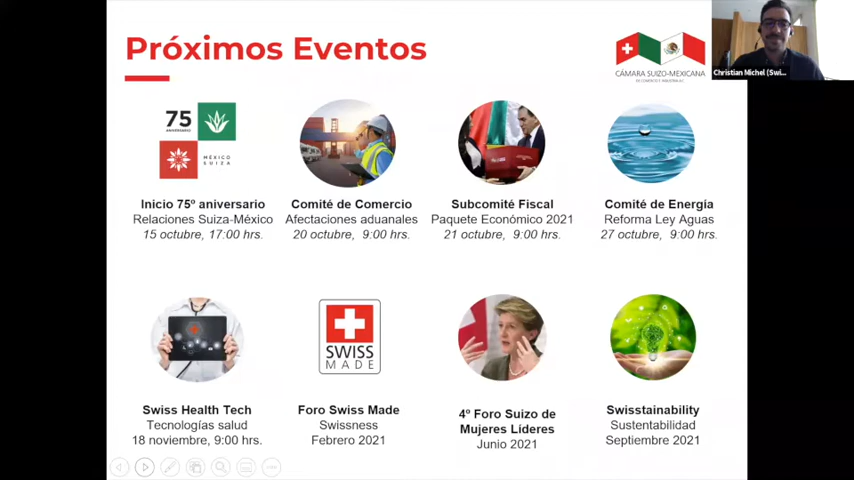 Próximos Eventos
CÁMARA SUIZO-MEXICANA
DE COMERCIO E INDUSTRIA A.C.
Christian Michel (Swi...
75
ANIVERSARIO
MÉXICO
SUIZA
Inicio 75º aniversario
Relaciones Suiza-México
15 octubre, 17:00 hrs.
Comité de Comercio
Afectaciones aduanales
20 octubre, 9:00 hrs.
Subcomité Fiscal
Paquete Económico 2021
21 octubre, 9:00 hrs.
Comité de Energía
Reforma Ley Aguas
27 octubre, 9:00 hrs.
SWISS
MADE
Swiss Health Tech
Tecnologías salud
18 noviembre, 9:00 hrs.
Foro Swiss Made
Swissness
Febrero 2021
4º Foro Suizo de
Mujeres Líderes
Junio 2021
Swisstainability
Sustentabilidad
Septiembre 2021